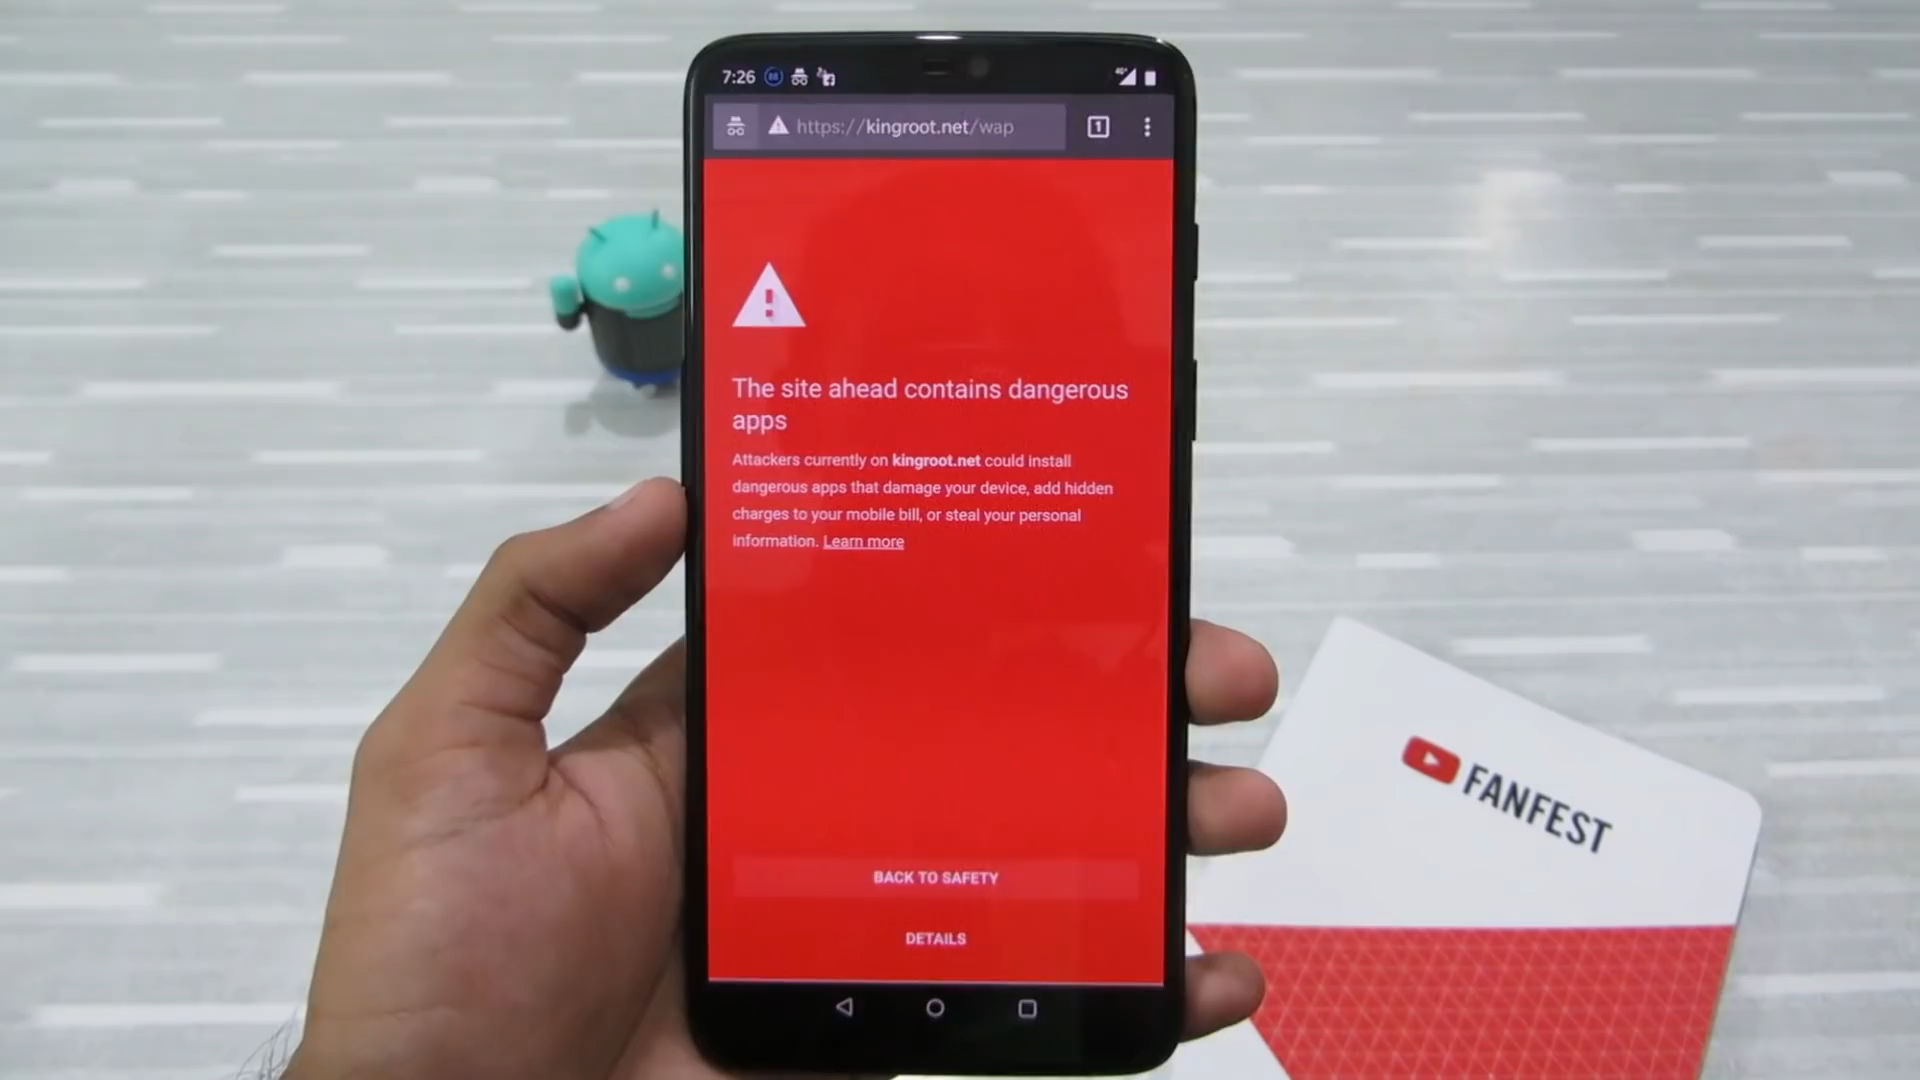 7:26
https://kingroot.net/wap
1
The site ahead contains dangerous
apps
Attackers currently on kingroot.net could install
dangerous apps that damage your device, add hidden
charges to your mobile bill, or steal your personal
information. Learn more
BACK TO SAFETY
DETAILS
FANFEST